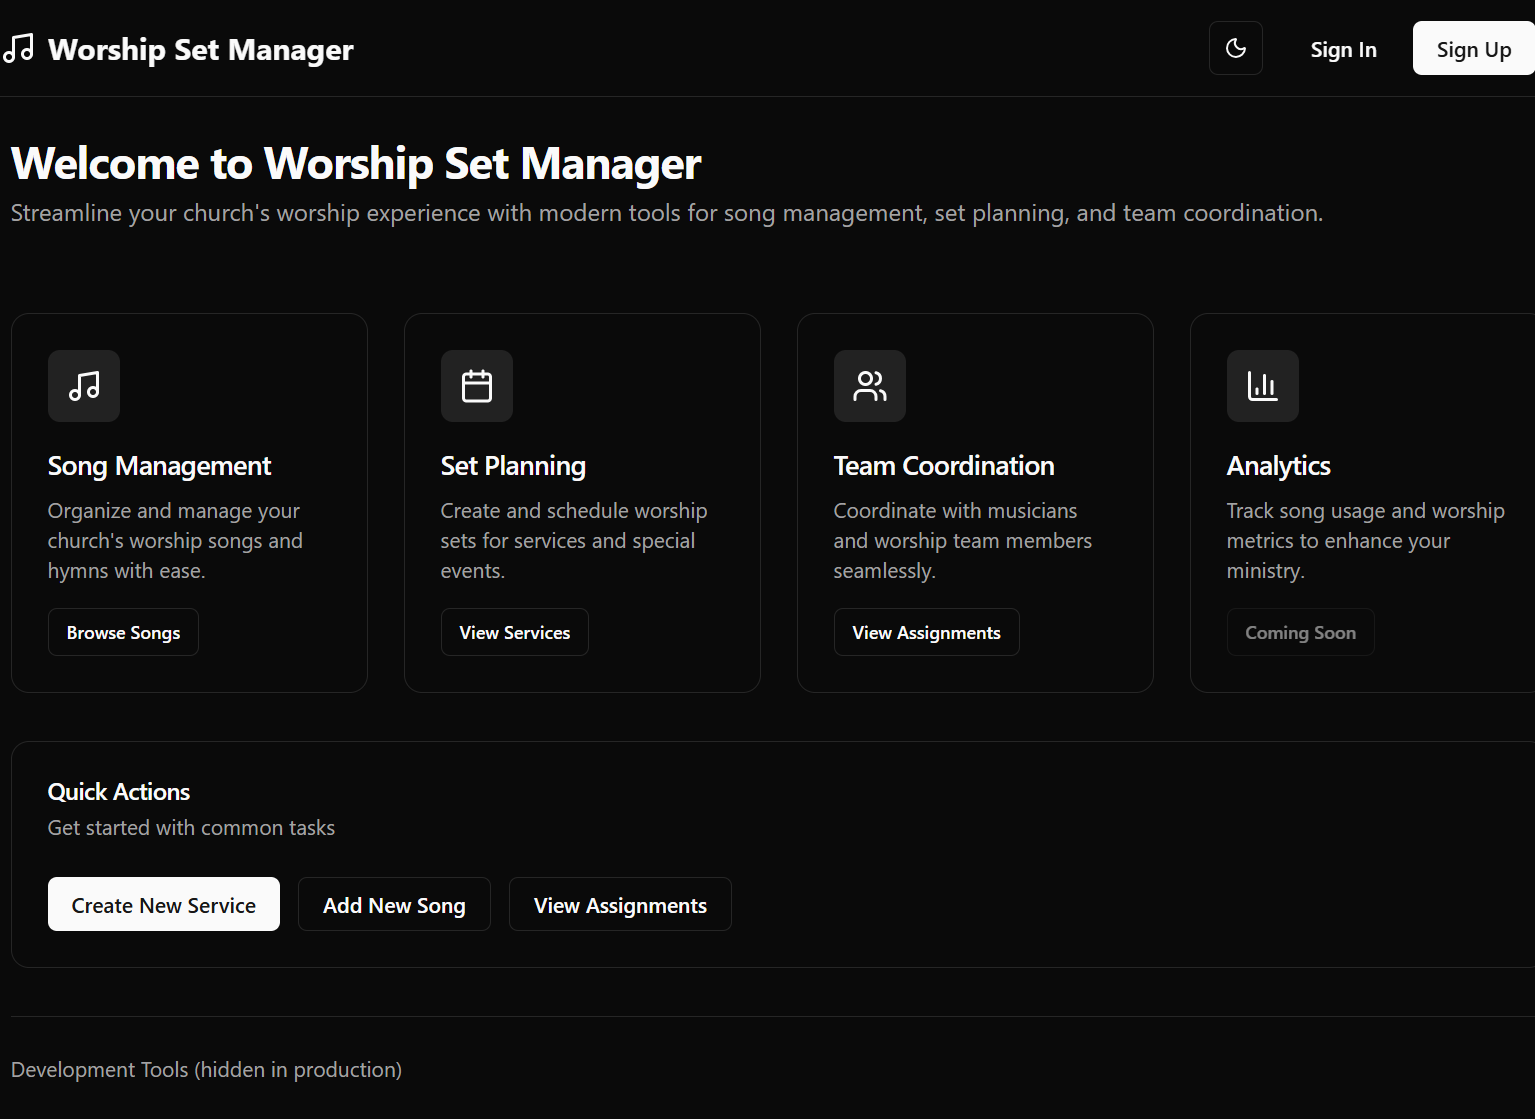 Worship Set Manager
Sign In
Sign Up
Welcome to Worship Set Manager
Streamline your church's worship experience with modern tools for song management, set planning, and team coordination.
Song Management
Organize and manage your
church's worship songs and
hymns with ease.
Browse Songs
Set Planning
Create and schedule worship
sets for services and special
events.
View Services
Team Coordination
Coordinate with musicians
and worship team members
seamlessly.
View Assignments
Analytics
Track song usage and worship
metrics to enhance your
ministry.
Coming Soon
Quick Actions
Get started with common tasks
Create New Service
Add New Song
View Assignments
Development Tools (hidden in production)